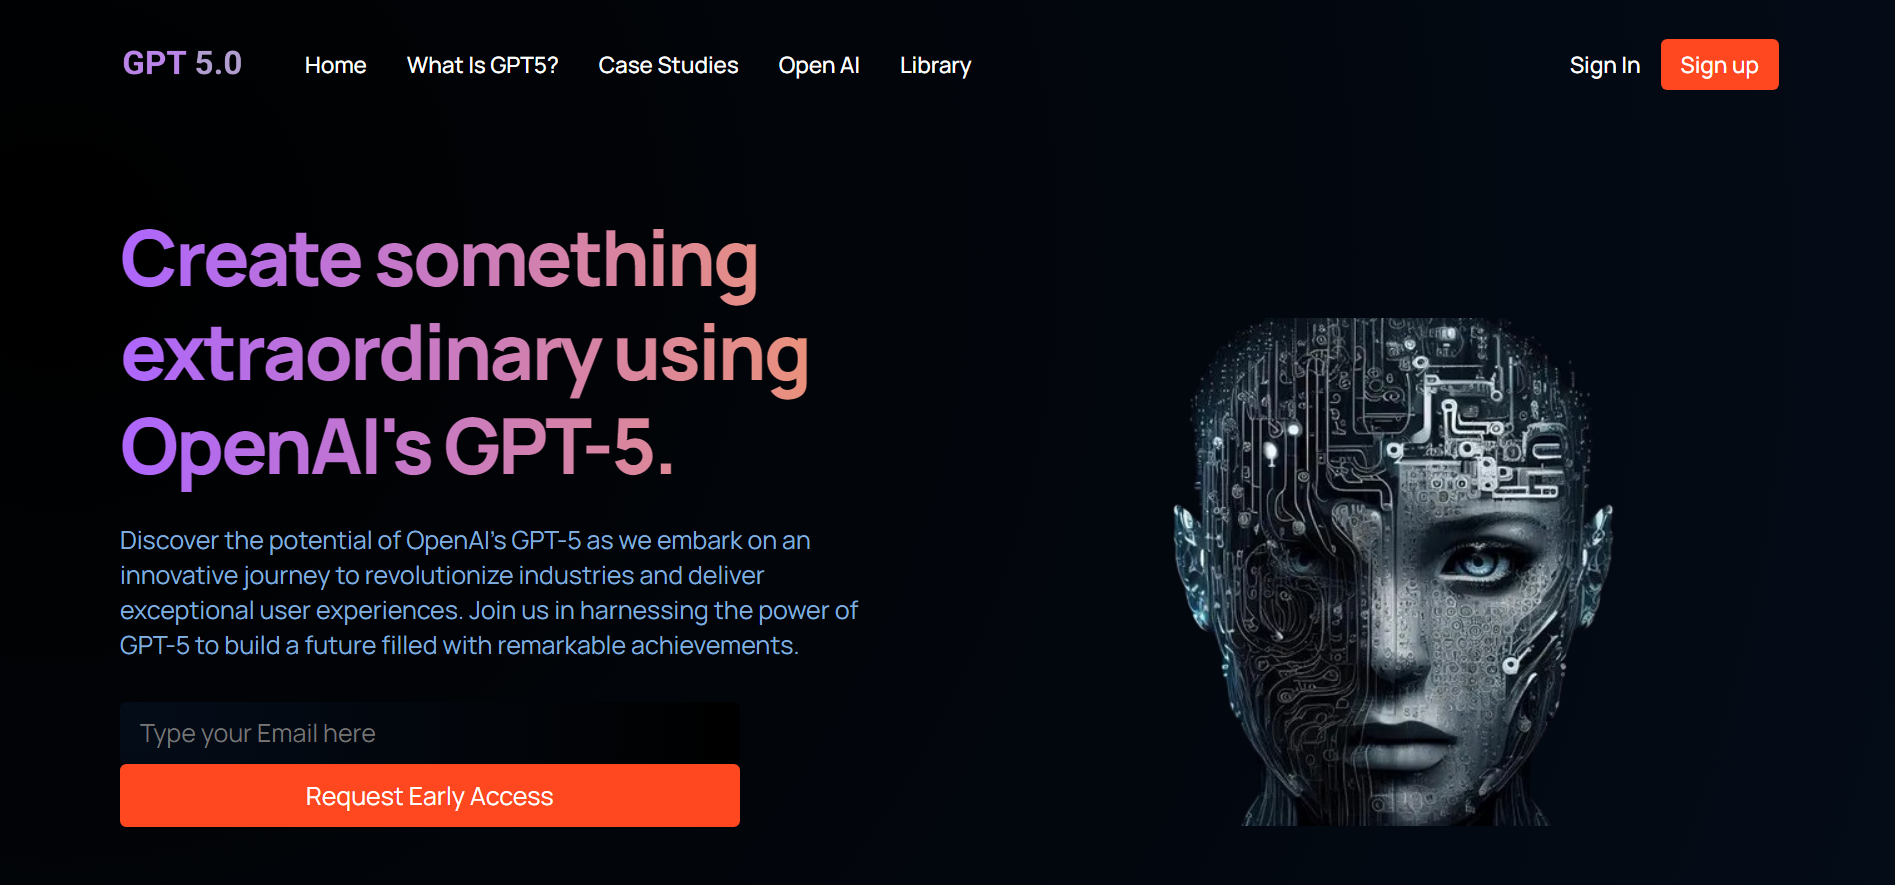 GPT 5.0
Home
What Is GPT5?
Case Studies
Open AI
Library
Sign In
Sign up
Create something
extraordinary using
OpenAI's GPT-5.
Discover the potential of OpenAI’s GPT-5 as we embark on an
innovative journey to revolutionize industries and deliver
exceptional user experiences. Join us in harnessing the power of
GPT-5 to build a future filled with remarkable achievements.
Type your Email here
Request Early Access